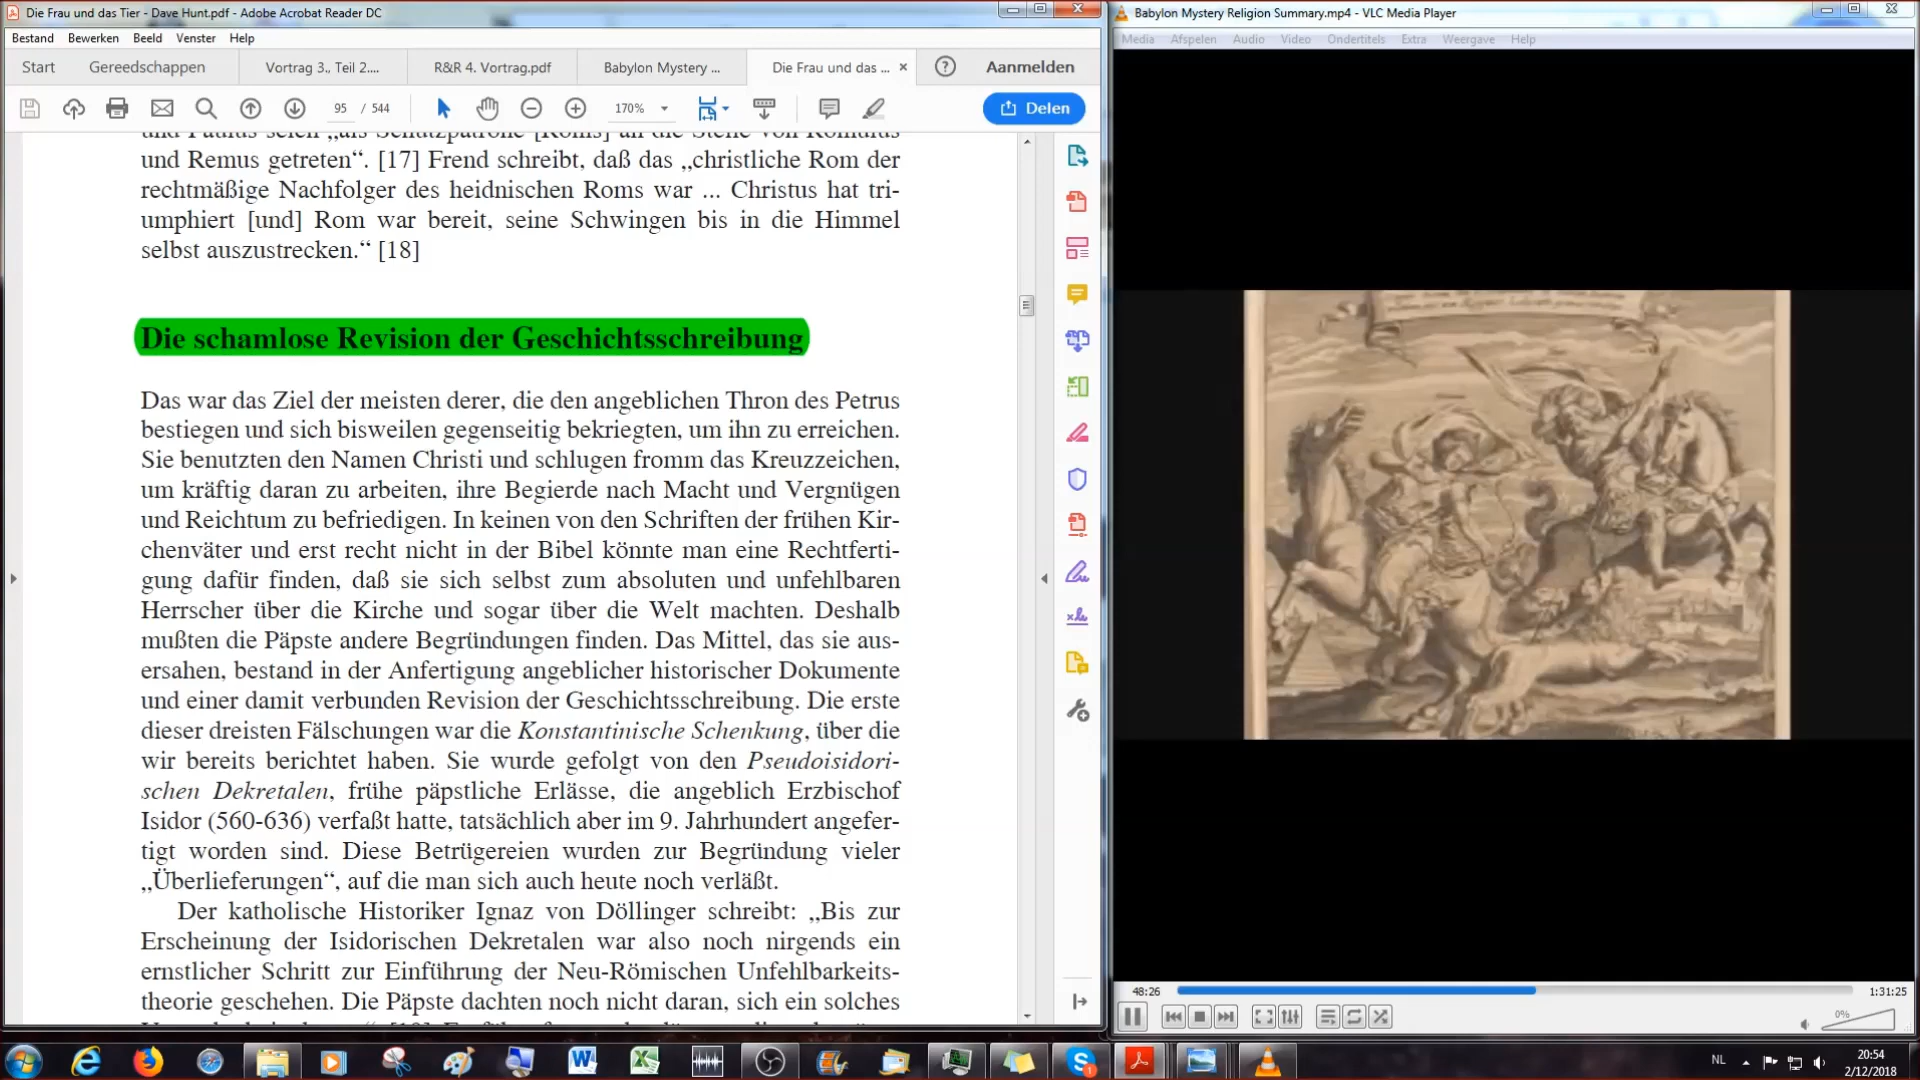 Die Frau und das Tier - Dave Hunt.pdf - Adobe Acrobat Reader DC
Bestand Bewerken Beeld Venster Help
Start Gereedschappen Vortrag 3., Teil 2.... R&R 4. Vortrag.pdf Babylon Mystery ... Die Frau und das ... × ? Aanmelden
95 / 544 170% Delen
und Paulus seien „als Schutzpatrone [Roms] an die Stelle von Romulus
und Remus getreten“. [17] Frend schreibt, daß das „christliche Rom der
rechtmäßige Nachfolger des heidnischen Roms war ... Christus hat tri-
umphiert [und] Rom war bereit, seine Schwingen bis in die Himmel
selbst auszustrecken.“ [18]
Die schamlose Revision der Geschichtsschreibung
Das war das Ziel der meisten derer, die den angeblichen Thron des Petrus
bestiegen und sich bisweilen gegenseitig bekriegten, um ihn zu erreichen.
Sie benutzten den Namen Christi und schlugen fromm das Kreuzzeichen,
um kräftig daran zu arbeiten, ihre Begierde nach Macht und Vergnügen
und Reichtum zu befriedigen. In keinen von den Schriften der frühen Kir-
chenväter und erst recht nicht in der Bibel könnte man eine Rechtferti-
gung dafür finden, daß sie sich selbst zum absoluten und unfehlbaren
Herrscher über die Kirche und sogar über die Welt machten. Deshalb
mußten die Päpste andere Begründungen finden. Das Mittel, das sie aus-
ersahen, bestand in der Anfertigung angeblicher historischer Dokumente
und einer damit verbunden Revision der Geschichtsschreibung. Die erste
dieser dreisten Fälschungen war die Konstantinische Schenkung, über die
wir bereits berichtet haben. Sie wurde gefolgt von den Pseudoisidori-
schen Dekretalen, frühe päpstliche Erlässe, die angeblich Erzbischof
Isidor (560-636) verfaßt hatte, tatsächlich aber im 9. Jahrhundert angefer-
tigt worden sind. Diese Betrügereien wurden zur Begründung vieler
„Überlieferungen“, auf die man sich auch heute noch verläßt.
Der katholische Historiker Ignaz von Döllinger schreibt: „Bis zur
Erscheinung der Isidorischen Dekretalen war also noch nirgends ein
ernstlicher Schritt zur Einführung der Neu-Römischen Unfehlbarkeits-
theorie geschehen. Die Päpste dachten noch nicht daran, sich ein solches
Babylon Mystery Religion Summary.mp4 - VLC Media Player
Media Afspelen Audio Video Ondertitels Extra Weergave Help
48:26 1:31:25
0%
NL 20:54
2/12/2018